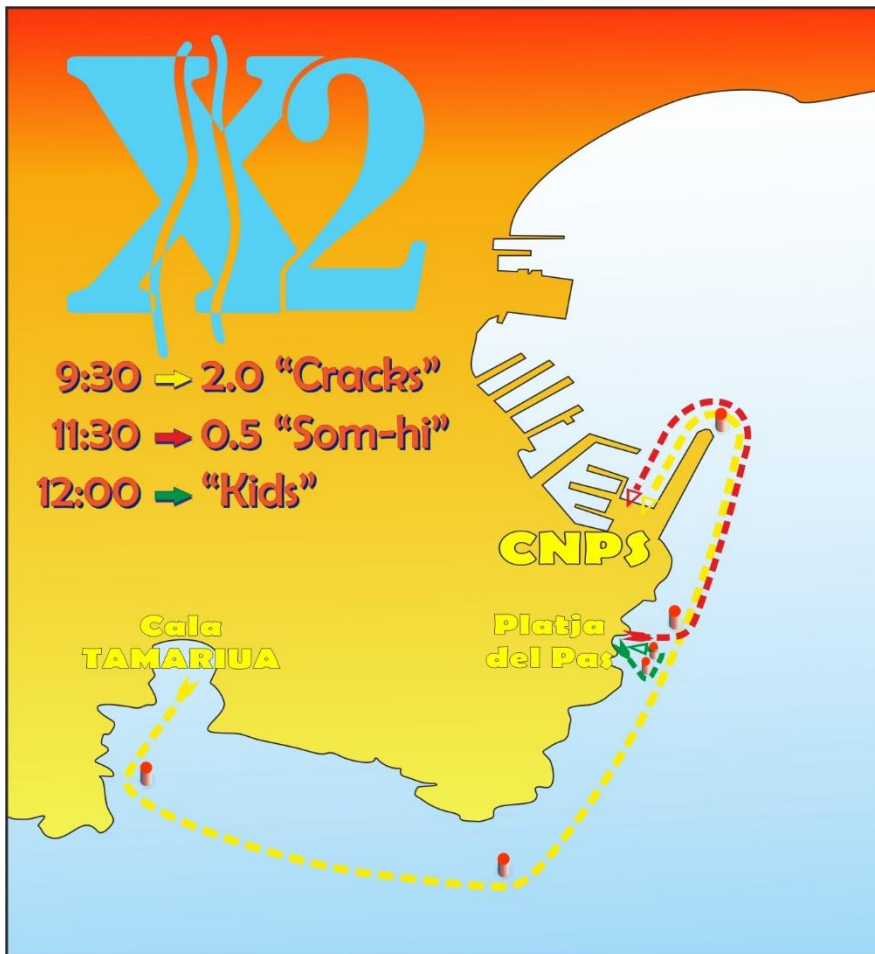 X2
9:30 → 2.0 “Cracks”
11:30 → 0.5 “Som-hi”
12:00 → “Kids”
CNPS
Cala
TAMARIUA
Platja
del Pas